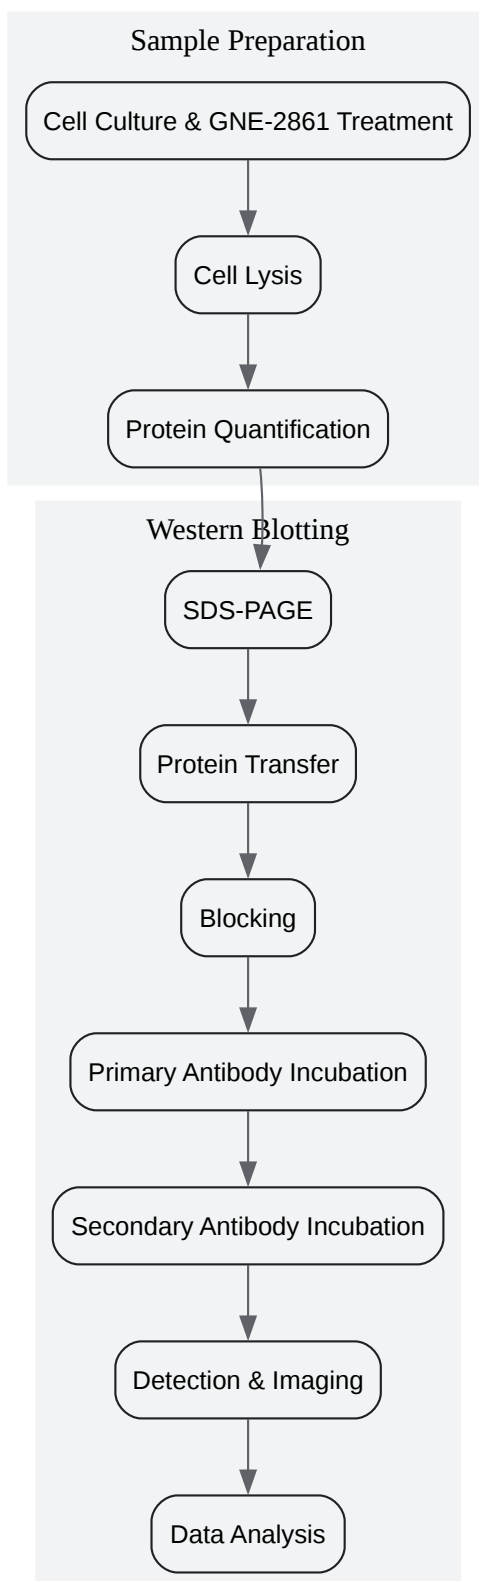 Sample Preparation
Cell Culture & GNE-2861 Treatment
Cell Lysis
Protein Quantification
Western Blotting
SDS-PAGE
Protein Transfer
Blocking
Primary Antibody Incubation
Secondary Antibody Incubation
Detection & Imaging
Data Analysis